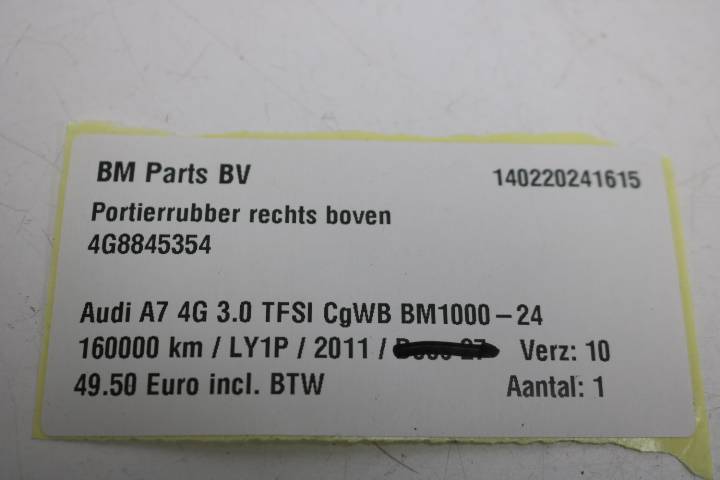 BM Parts BV 140220241615
Portierrubber rechts boven
4G8845354
Audi A7 4G 3.0 TFSI CgWB BM1000-24
160000 km / LY1P / 2011 / Verz: 10
49.50 Euro incl. BTW Aantal: 1